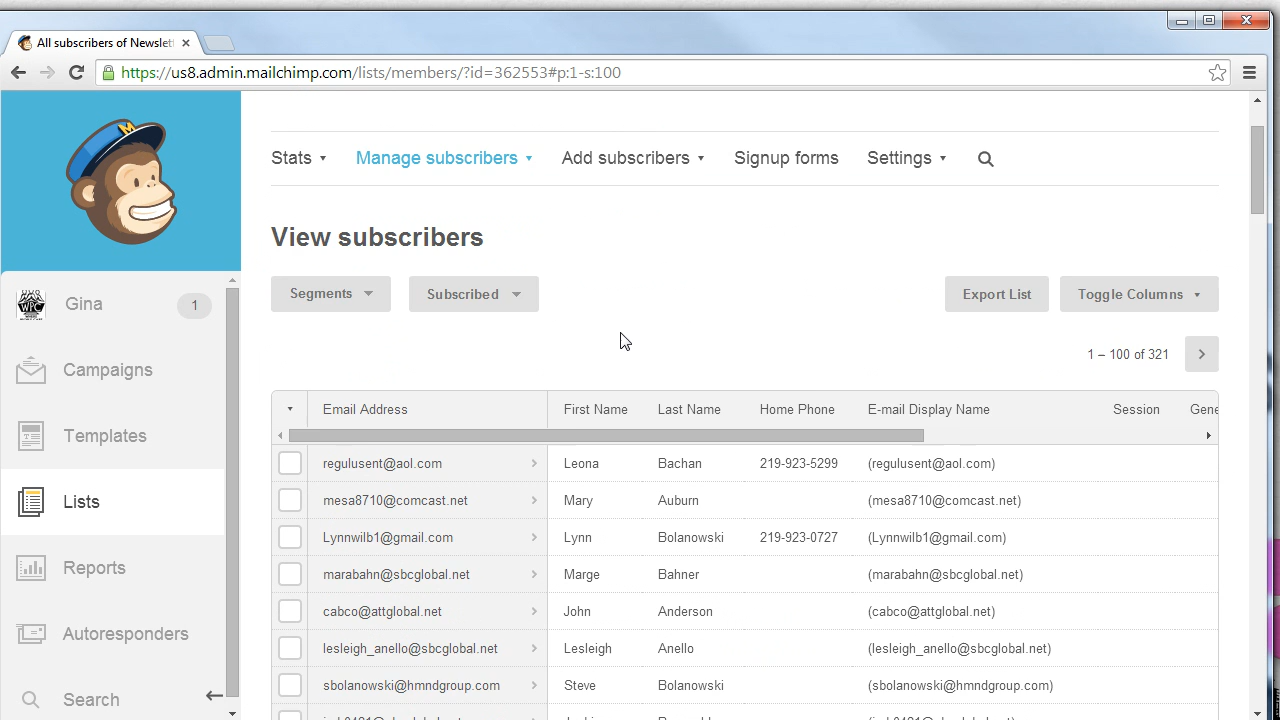 All subscribers of Newslet
https://us8.admin.mailchimp.com/lists/members/?id=362553#p:1-s:100
Stats Manage subscribers Add subscribers Signup forms Settings
View subscribers
Segments Subscribed Export List Toggle Columns
1 – 100 of 321
Gina 1
Campaigns
Templates
Lists
Reports
Autoresponders
Search
Email Address First Name Last Name Home Phone E-mail Display Name Session Gene
regulusent@aol.com Leona Bachan 219-923-5299 (regulusent@aol.com)
mesa8710@comcast.net Mary Auburn (mesa8710@comcast.net)
Lynnwilb1@gmail.com Lynn Bolanowski 219-923-0727 (Lynnwilb1@gmail.com)
marabahn@sbcglobal.net Marge Bahner (marabahn@sbcglobal.net)
cabco@attglobal.net John Anderson (cabco@attglobal.net)
lesleigh_anello@sbcglobal.net Lesleigh Anello (lesleigh_anello@sbcglobal.net)
sbolanowski@hmndgroup.com Steve Bolanowski (sbolanowski@hmndgroup.com)